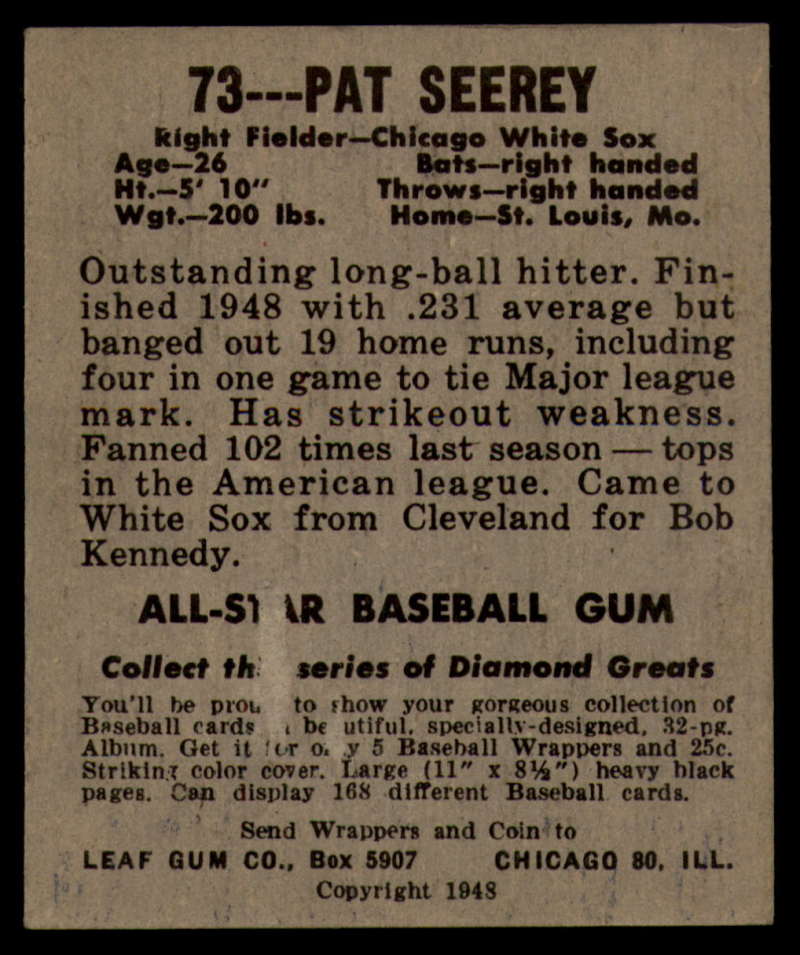 73---PAT SEEREY
Right Fielder—Chicago White Sox
Age—26 Bats—right handed
Ht.—5' 10" Throws—right handed
Wgt.—200 lbs. Home—St. Louis, Mo.
Outstanding long-ball hitter. Fin-
ished 1948 with .231 average but
banged out 19 home runs, including
four in one game to tie Major league
mark. Has strikeout weakness.
Fanned 102 times last season — tops
in the American league. Came to
White Sox from Cleveland for Bob
Kennedy.
ALL-STAR BASEBALL GUM
Collect series of Diamond Greats
You'll be to show your gorgeous collection of
Baseball cards utiful, specially-designed, 32-pg.
Album. Get it for 5 Baseball Wrappers and 25c.
Striking color cover. Large (11" x 8½") heavy black
pages. Can display 168 different Baseball cards.
Send Wrappers and Coin to
LEAF GUM CO., Box 5907 CHICAGO 80, ILL.
Copyright 1948